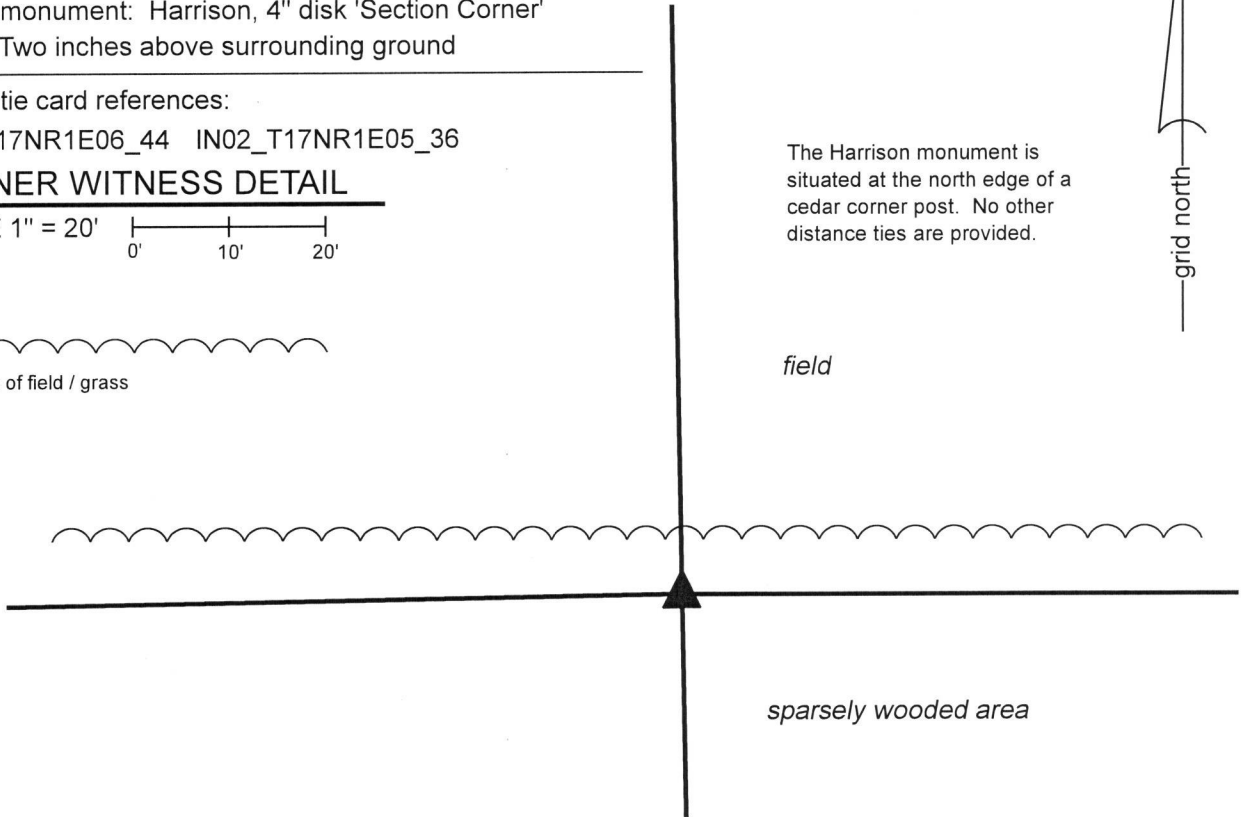 monument: Harrison, 4" disk 'Section Corner'
Two inches above surrounding ground
tie card references:
17NR1E06_44 IN02_T17NR1E05_36
NER WITNESS DETAIL
1" = 20'
0' 10' 20'
of field / grass
The Harrison monument is
situated at the north edge of a
cedar corner post. No other
distance ties are provided.
grid north
field
sparsely wooded area